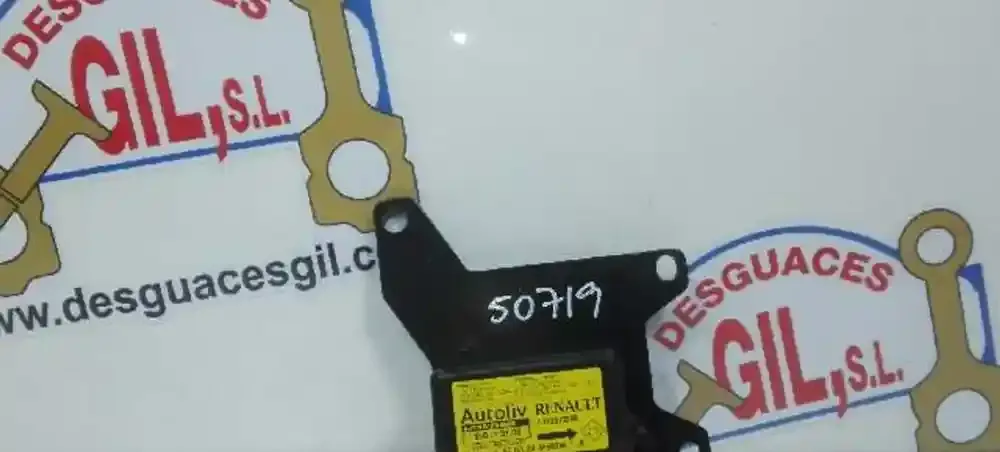 DESGUACES
GIL, S.L.
www.desguacesgil.c
50719
DESGUACES
GIL, S.L.
Autoliv RENAULT